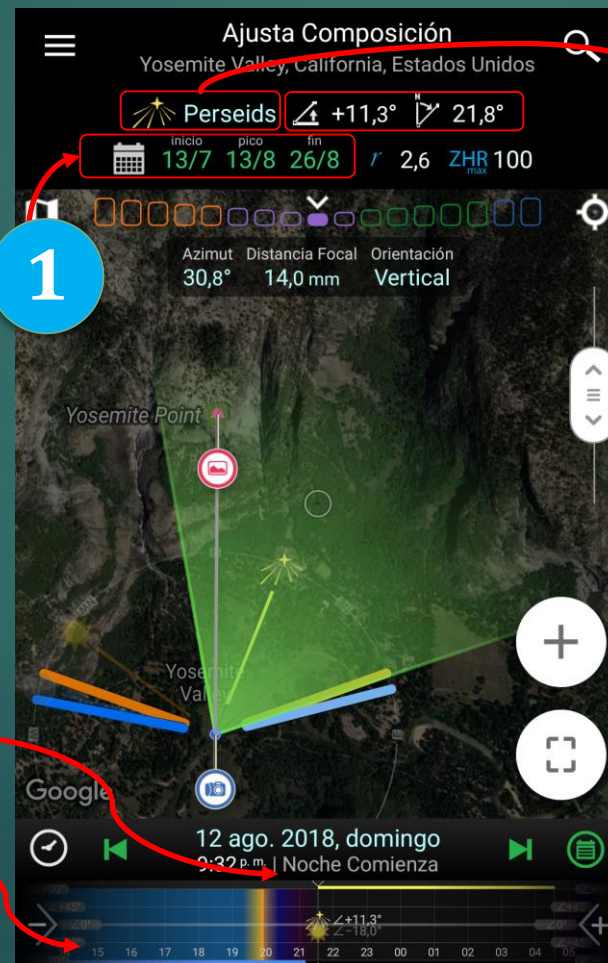 Ajusta Composición
Yosemite Valley, California, Estados Unidos
Perseids +11,3° N 21,8°
inicio pico fin
13/7 13/8 26/8 r 2,6 ZHR max 100
1
Azimut Distancia Focal Orientación
30,8° 14,0 mm Vertical
Yosemite Point
Yosemite
Valley
Google
12 ago. 2018, domingo
9:32 p. m. | Noche Comienza
∠+11,3°
∠-18,0°
15 16 17 18 19 20 21 22 23 00 01 02 03 04 05